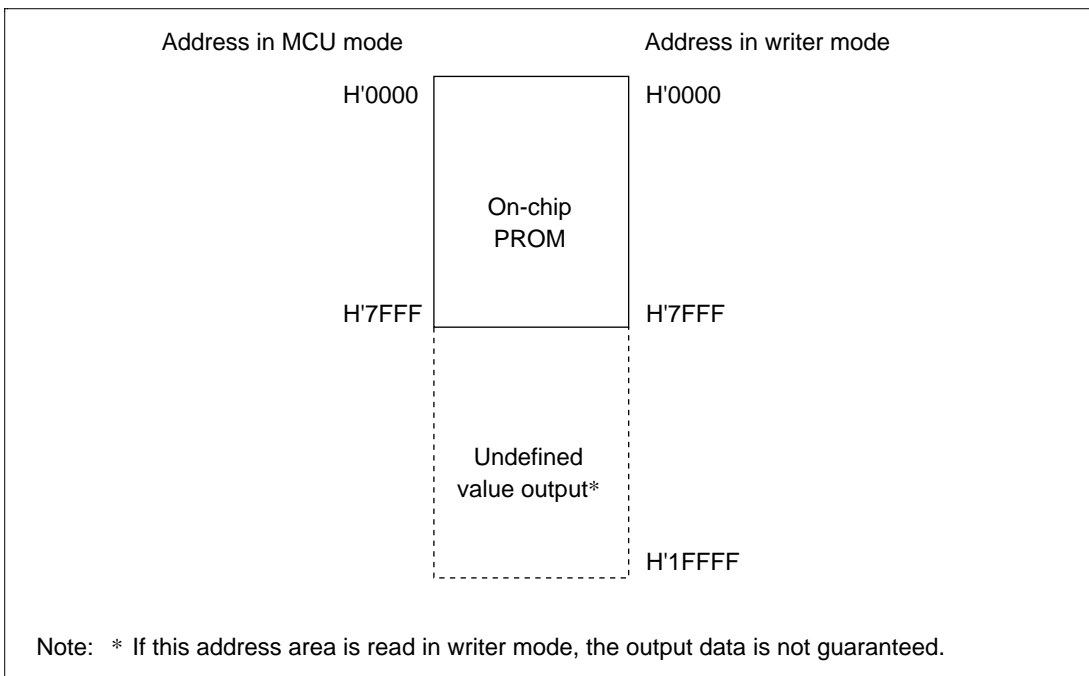 Address in MCU mode
Address in writer mode
H'0000
H'0000
On-chip
PROM
H'7FFF
H'7FFF
Undefined
value output*
H'1FFFF
Note: * If this address area is read in writer mode, the output data is not guaranteed.